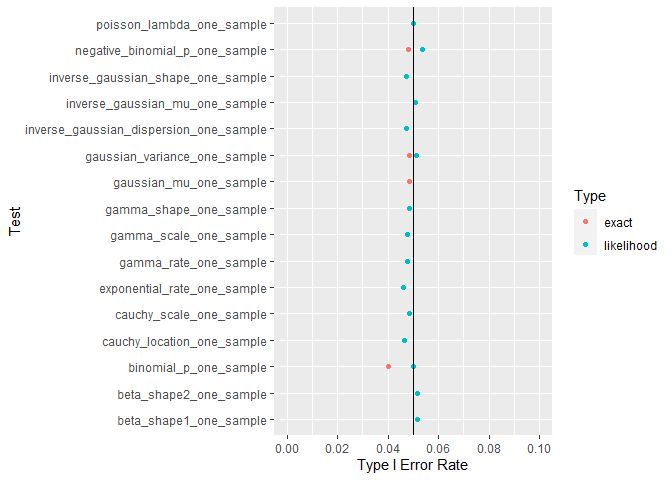 Test
poisson_lambda_one_sample
negative_binomial_p_one_sample
inverse_gaussian_shape_one_sample
inverse_gaussian_mu_one_sample
inverse_gaussian_dispersion_one_sample
gaussian_variance_one_sample
gaussian_mu_one_sample
gamma_shape_one_sample
gamma_scale_one_sample
gamma_rate_one_sample
exponential_rate_one_sample
cauchy_scale_one_sample
cauchy_location_one_sample
binomial_p_one_sample
beta_shape2_one_sample
beta_shape1_one_sample
0.00 0.02 0.04 0.06 0.08 0.10
Type I Error Rate
Type
exact
likelihood